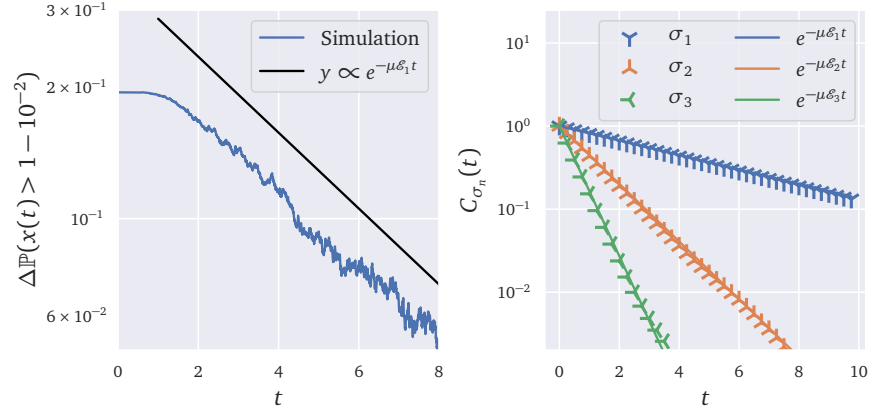 3 × 10⁻¹
2 × 10⁻¹
10⁻¹
6 × 10⁻²
ΔℙP(x(t) > 1 − 10⁻²)
Simulation
y ∝ e^{−μℰ₁t}
0 2 4 6 8
t
10¹
10⁰
10⁻¹
10⁻²
C_{σₙ}(t)
σ₁ e^{−μℰ₁t}
σ₂ e^{−μℰ₂t}
σ₃ e^{−μℰ₃t}
0 2 4 6 8 10
t